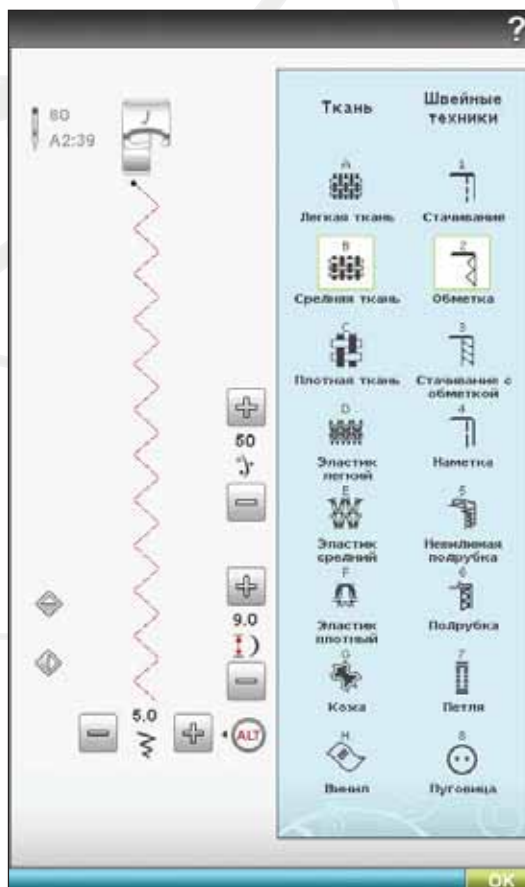 ?
80
A2:39
J
50
9.0
5.0
ALT
Ткань
Швейные
техники
A
Легкая ткань
1
Стачивание
B
Средняя ткань
2
Обметка
C
Плотная ткань
3
Стачивание с
обметкой
D
Эластик
легкий
4
Наметка
E
Эластик
средний
5
Невидимая
подрубка
F
Эластик
плотный
6
Подрубка
G
Кожа
7
Петля
H
Винил
8
Пуговица
OK